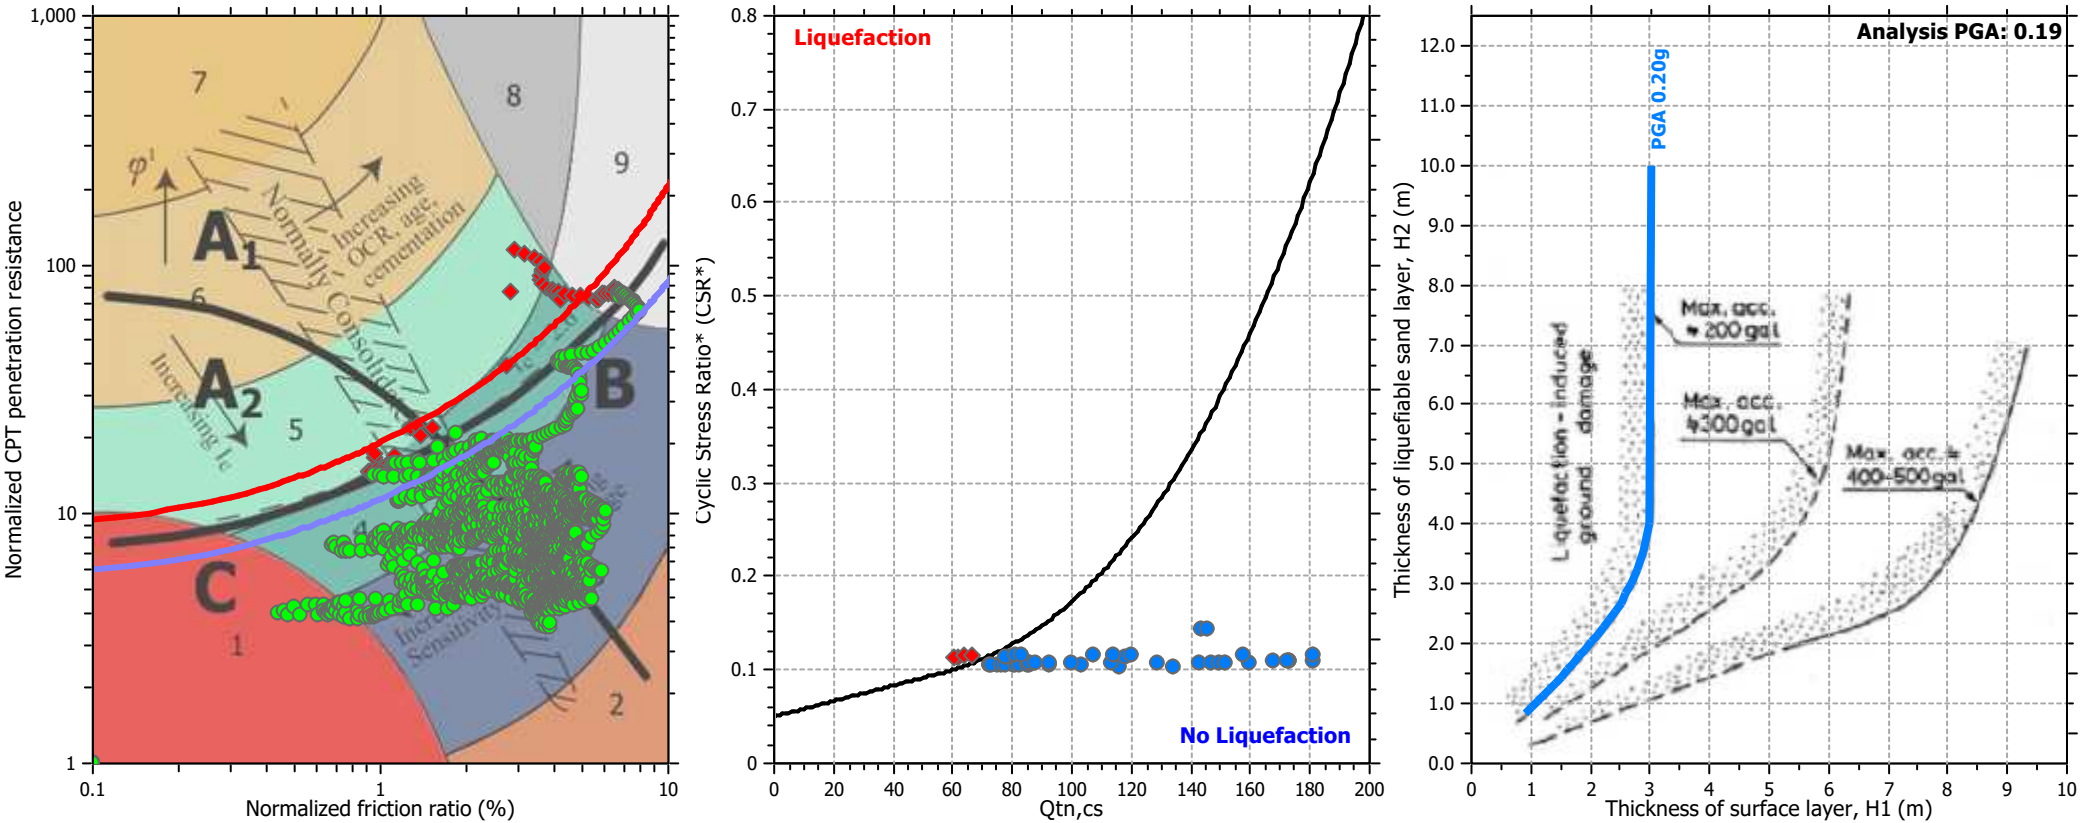 1,000
100
10
1
0.1
1
10
Normalized CPT penetration resistance
Normalized friction ratio (%)
7
8
9
φ'
A1
6
A2
5
B
4
C
1
2
Normally Consolidated
Increasing
OCR, age,
cementation
Increasing Ic
Sensitivity
0.8
0.7
0.6
0.5
0.4
0.3
0.2
0.1
0
0
20
40
60
80
100
120
140
160
180
200
Cyclic Stress Ratio* (CSR*)
Qtn,cs
Liquefaction
No Liquefaction
12.0
11.0
10.0
9.0
8.0
7.0
6.0
5.0
4.0
3.0
2.0
1.0
0.0
0
1
2
3
4
5
6
7
8
9
10
Thickness of liquefiable sand layer, H2 (m)
Thickness of surface layer, H1 (m)
Analysis PGA: 0.19
PGA 0.20g
Liquefaction - induced
ground damage
Max. acc.
≒ 200 gal
Max. acc.
≒300 gal
Max. acc. =
400-500 gal